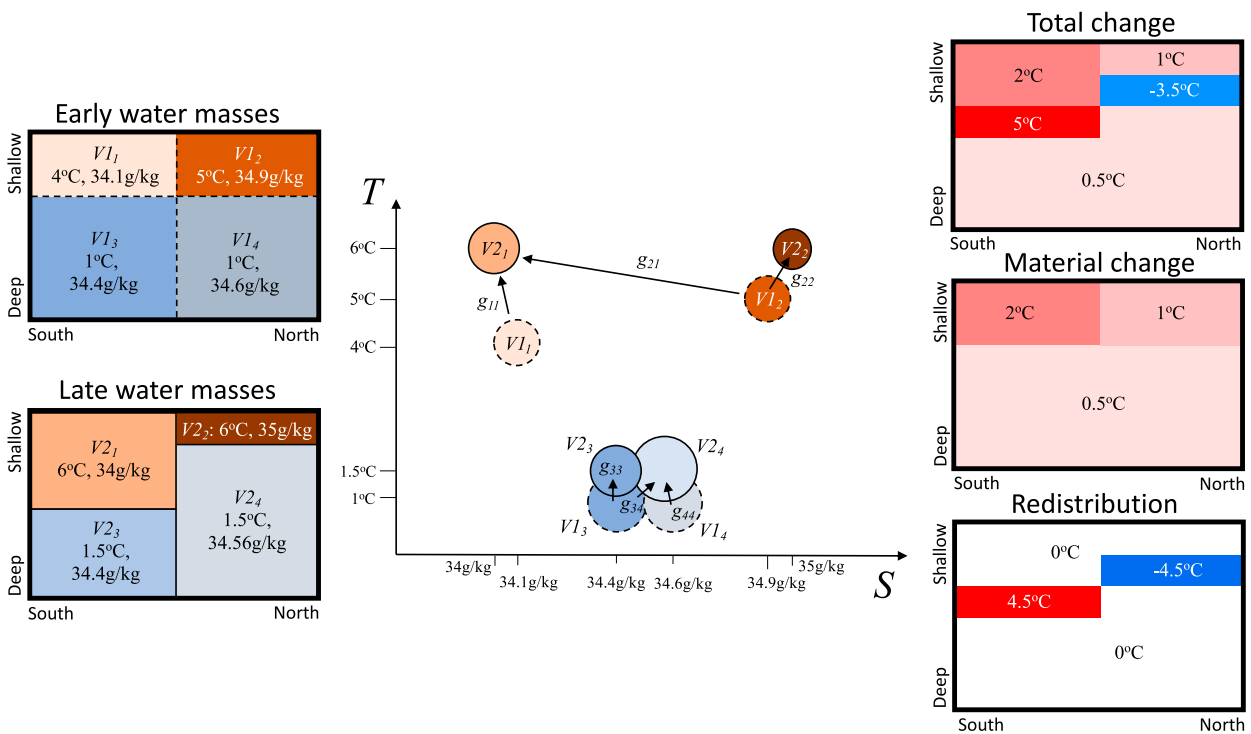 Early water masses
Shallow
Deep
V1₁
4°C, 34.1g/kg
V1₂
5°C, 34.9g/kg
V1₃
1°C,
34.4g/kg
V1₄
1°C,
34.6g/kg
South
North
Late water masses
Shallow
Deep
V2₁
6°C, 34g/kg
V2₂: 6°C, 35g/kg
V2₃
1.5°C,
34.4g/kg
V2₄
1.5°C,
34.56g/kg
South
North
T
6°C
5°C
4°C
1.5°C
1°C
V2₁
V2₂
g₂₁
g₂₂
V1₂
g₁₁
V1₁
V2₃
V2₄
g₃₃
g₃₄
g₄₄
V1₃
V1₄
34g/kg
34.1g/kg
34.4g/kg
34.6g/kg
34.9g/kg
35g/kg
S
Total change
Shallow
Deep
2°C
1°C
-3.5°C
5°C
0.5°C
South
North
Material change
Shallow
Deep
2°C
1°C
0.5°C
South
North
Redistribution
Shallow
Deep
0°C
-4.5°C
4.5°C
0°C
South
North